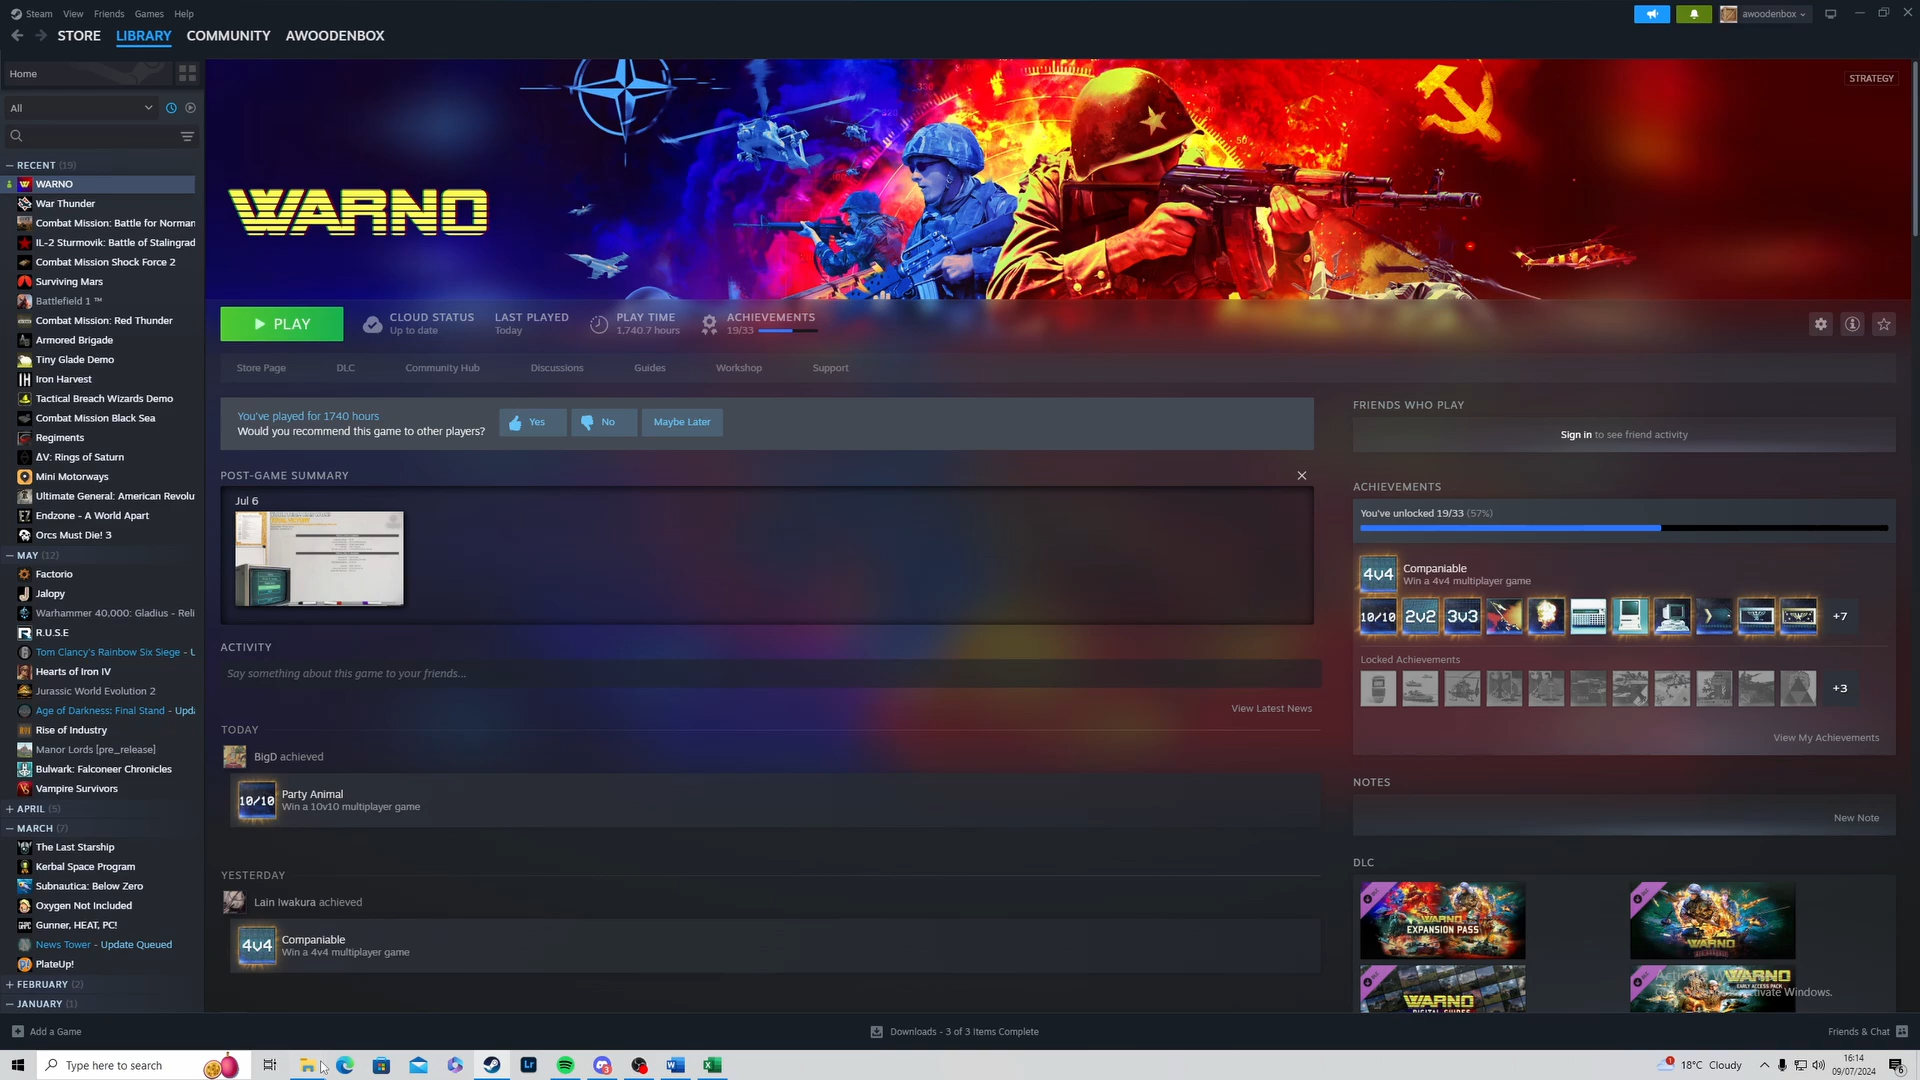 Steam View Friends Games Help
awoodenbox
STORE LIBRARY COMMUNITY AWOODENBOX
Home
All
RECENT (19)
WARNO
War Thunder
Combat Mission: Battle for Norman
IL-2 Sturmovik: Battle of Stalingrad
Combat Mission Shock Force 2
Surviving Mars
Battlefield 1 ™
Combat Mission: Red Thunder
Armored Brigade
Tiny Glade Demo
Iron Harvest
Tactical Breach Wizards Demo
Combat Mission Black Sea
Regiments
ΔV: Rings of Saturn
Mini Motorways
Ultimate General: American Revolu
Endzone - A World Apart
Orcs Must Die! 3
MAY (12)
Factorio
Jalopy
Warhammer 40,000: Gladius - Reli
R.U.S.E
Tom Clancy's Rainbow Six Siege - U
Hearts of Iron IV
Jurassic World Evolution 2
Age of Darkness: Final Stand - Upda
Rise of Industry
Manor Lords [pre_release]
Bulwark: Falconeer Chronicles
Vampire Survivors
APRIL (5)
MARCH (7)
The Last Starship
Kerbal Space Program
Subnautica: Below Zero
Oxygen Not Included
Gunner, HEAT, PC!
News Tower - Update Queued
PlateUp!
FEBRUARY (2)
JANUARY (1)
STRATEGY
WARNO
PLAY
CLOUD STATUS
Up to date
LAST PLAYED
Today
PLAY TIME
1,740.7 hours
ACHIEVEMENTS
19/33
Store Page DLC Community Hub Discussions Guides Workshop Support
You've played for 1740 hours
Would you recommend this game to other players?
Yes No Maybe Later
POST-GAME SUMMARY
Jul 6
ACTIVITY
Say something about this game to your friends...
View Latest News
TODAY
BigD achieved
10/10
Party Animal
Win a 10v10 multiplayer game
YESTERDAY
Lain Iwakura achieved
4v4
Companiable
Win a 4v4 multiplayer game
FRIENDS WHO PLAY
Sign in to see friend activity
ACHIEVEMENTS
You've unlocked 19/33 (57%)
4v4
Companiable
Win a 4v4 multiplayer game
10/10 2v2 3v3 +7
Locked Achievements
+3
View My Achievements
NOTES
New Note
DLC
WARNO
EXPANSION PASS
WARNO
WARNO
WARNO
EARLY ACCESS PACK
Add a Game
Downloads - 3 of 3 Items Complete
Friends & Chat
Type here to search
18°C Cloudy
16:14
09/07/2024